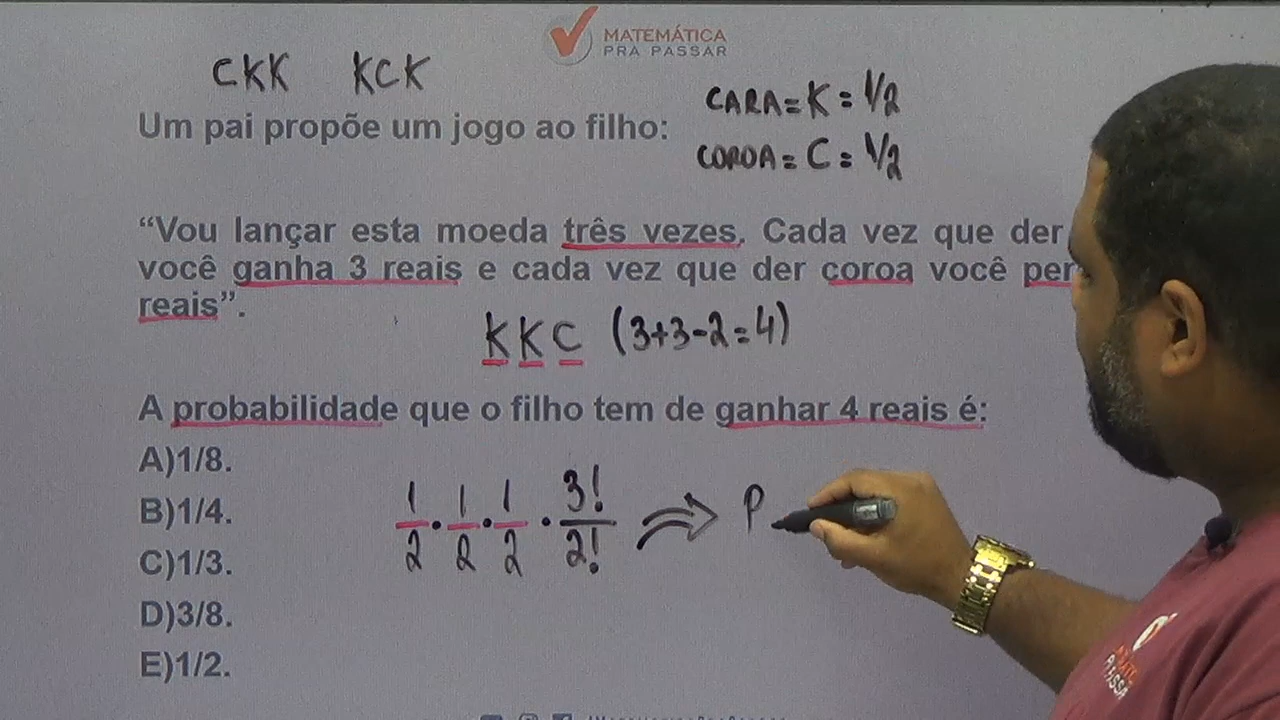 MATEMÁTICA
PRA PASSAR
CKK KCK
CARA = K = 1/2
Um pai propõe um jogo ao filho:
COROA = C = 1/2
“Vou lançar esta moeda três vezes. Cada vez que der
você ganha 3 reais e cada vez que der coroa você per
reais”.
K K C (3+3-2=4)
A probabilidade que o filho tem de ganhar 4 reais é:
A)1/8.
B)1/4.
C)1/3.
D)3/8.
E)1/2.
1/2 · 1/2 · 1/2 · 3!/2! ⇒ P